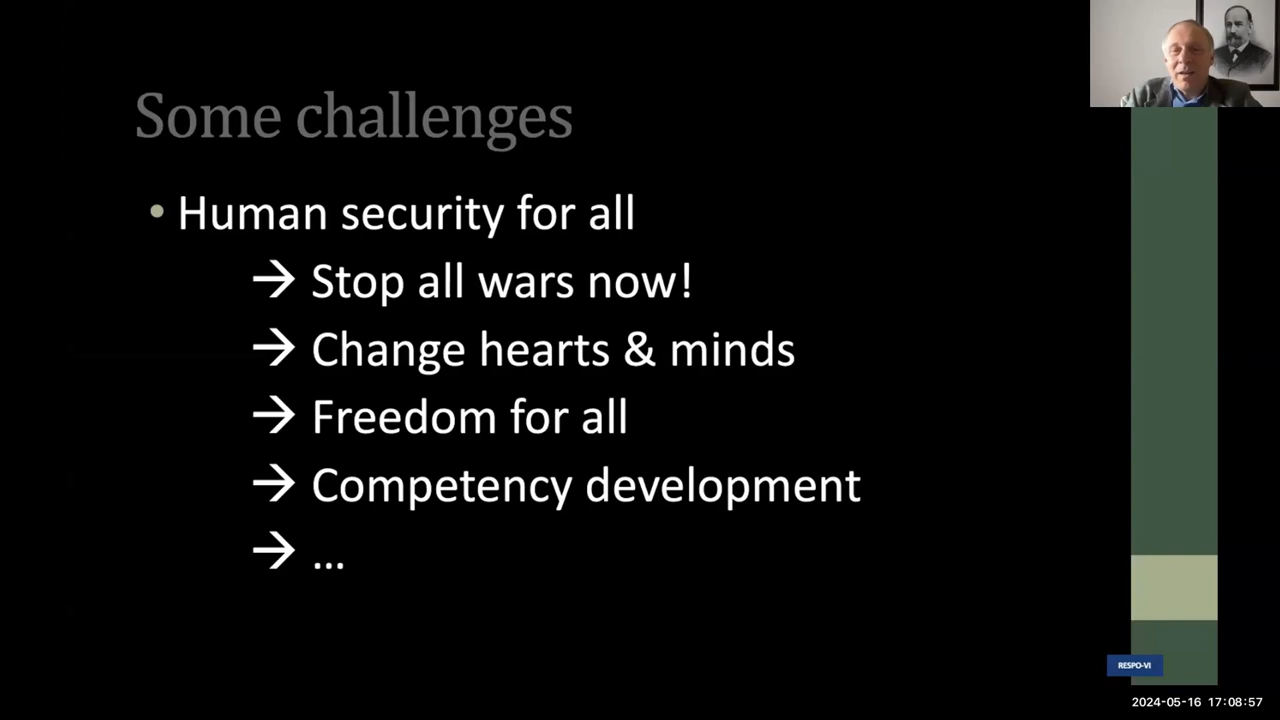 Some challenges
• Human security for all
→ Stop all wars now!
→ Change hearts & minds
→ Freedom for all
→ Competency development
→ ...
RESPO-VI
2024-05-16 17:08:57